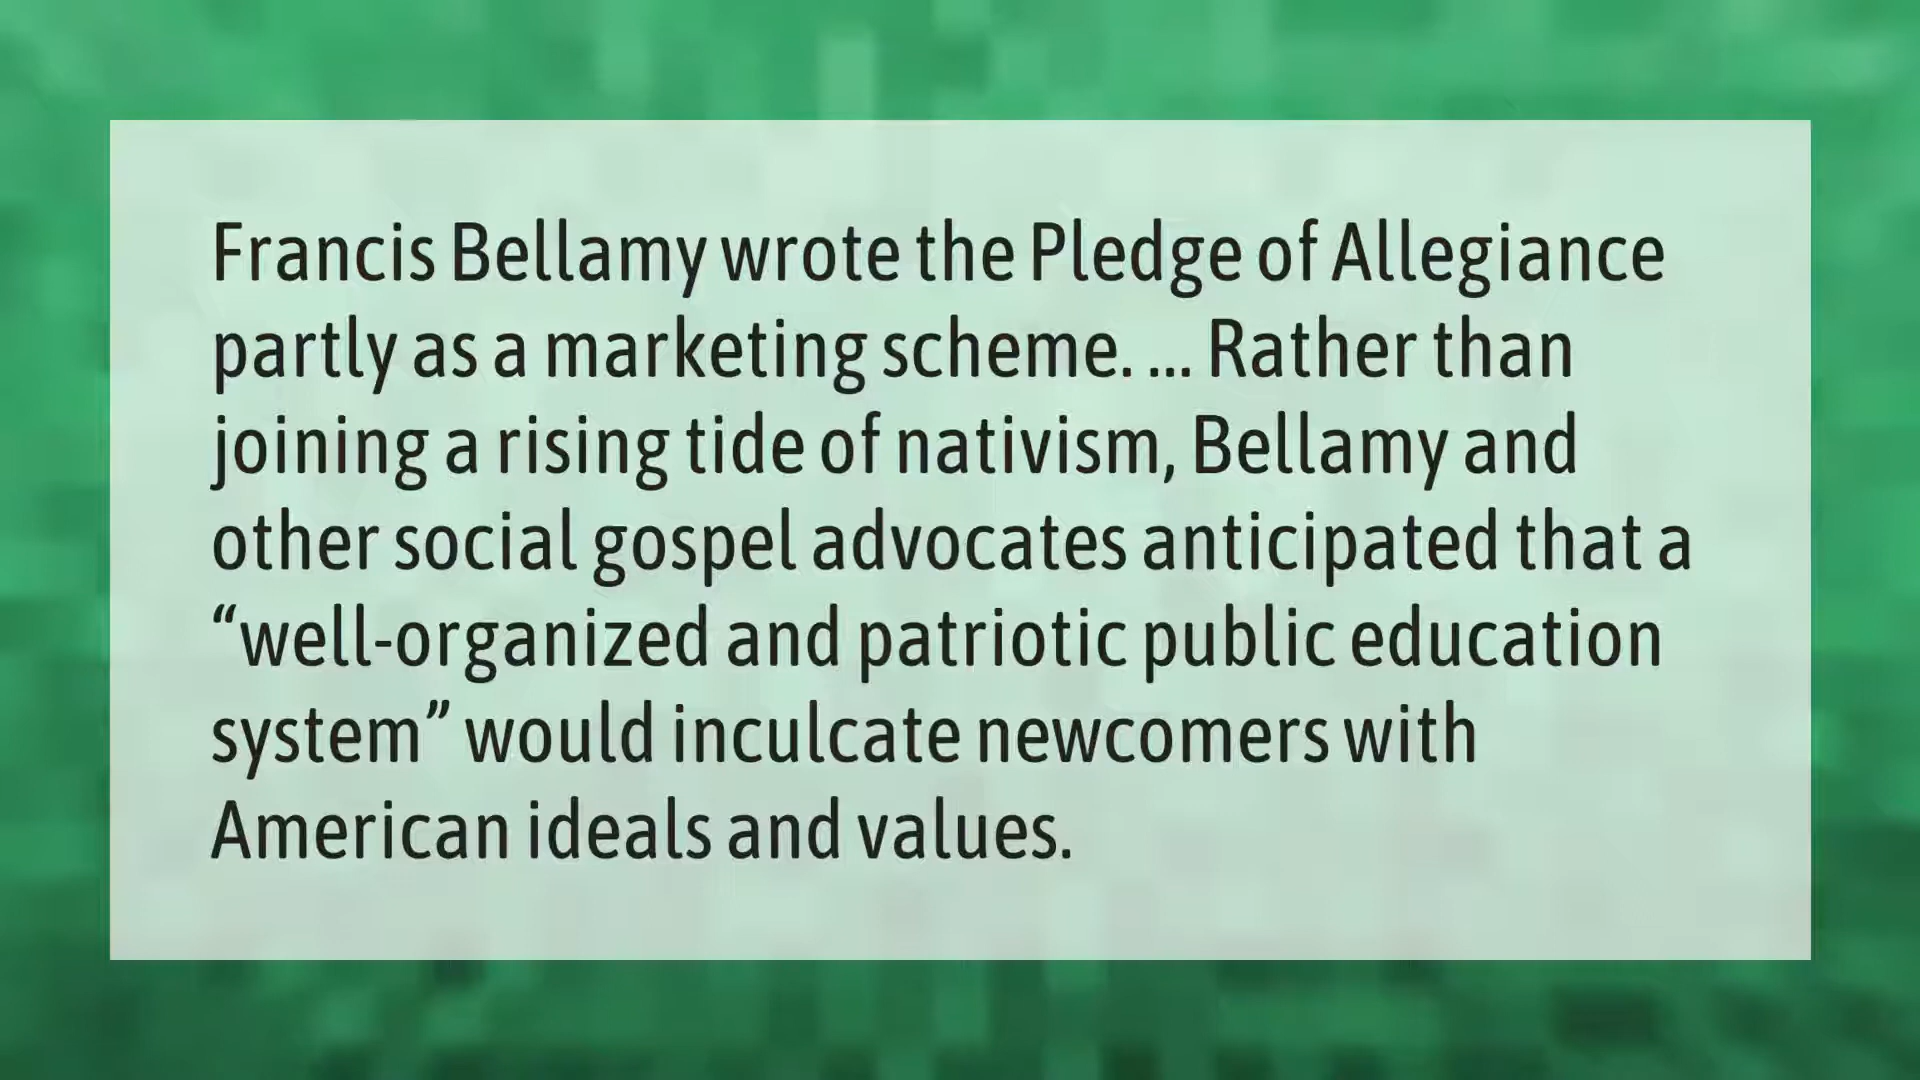 Francis Bellamy wrote the Pledge of Allegiance
partly as a marketing scheme. ... Rather than
joining a rising tide of nativism, Bellamy and
other social gospel advocates anticipated that a
“well-organized and patriotic public education
system” would inculcate newcomers with
American ideals and values.